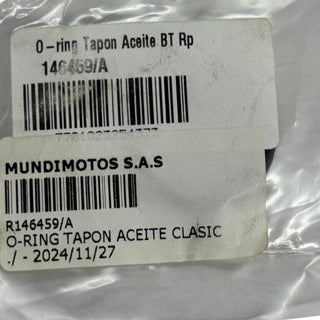 O-ring Tapon Aceite BT Rp
146459/A
MUNDIMOTOS S.A.S
R146459/A
O-RING TAPON ACEITE CLASIC
./ - 2024/11/27